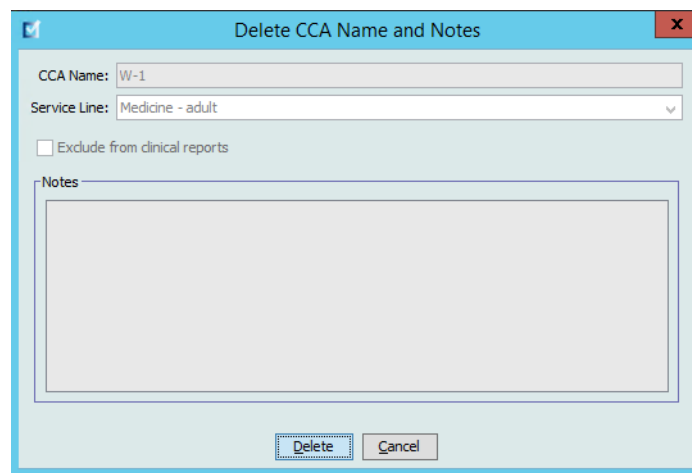 Delete CCA Name and Notes
x
CCA Name: W-1
Service Line: Medicine - adult
Exclude from clinical reports
Notes
Delete Cancel